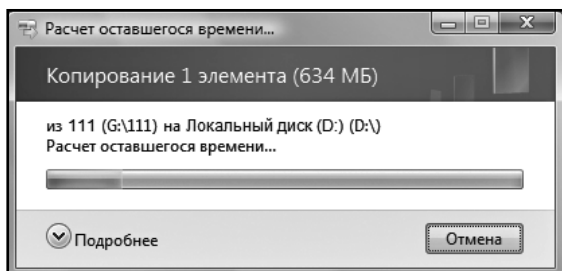 Расчет оставшегося времени...
Копирование 1 элемента (634 МБ)
из 111 (G:\111) на Локальный диск (D:) (D:\)
Расчет оставшегося времени...
Подробнее
Отмена